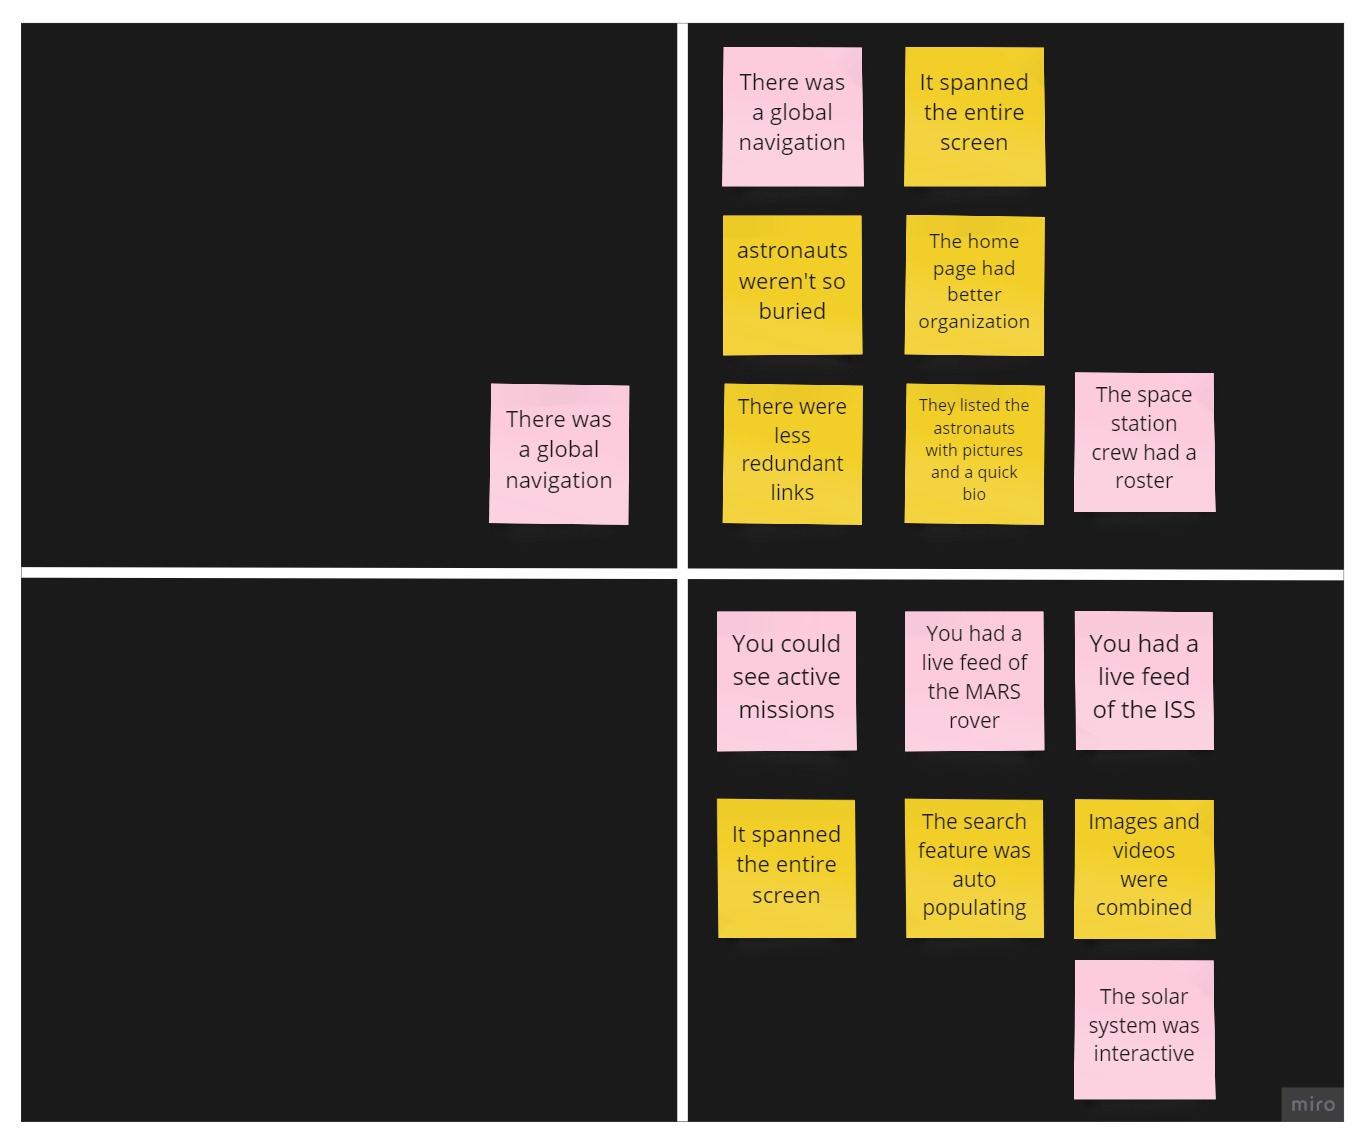 There was
a global
navigation
There was
a global
navigation
It spanned
the entire
screen
astronauts
weren't so
buried
The home
page had
better
organization
There were
less
redundant
links
They listed the
astronauts
with pictures
and a quick
bio
The space
station
crew had a
roster
You could
see active
missions
You had a
live feed of
the MARS
rover
You had a
live feed
of the ISS
It spanned
the entire
screen
The search
feature was
auto
populating
Images and
videos
were
combined
The solar
system was
interactive
miro